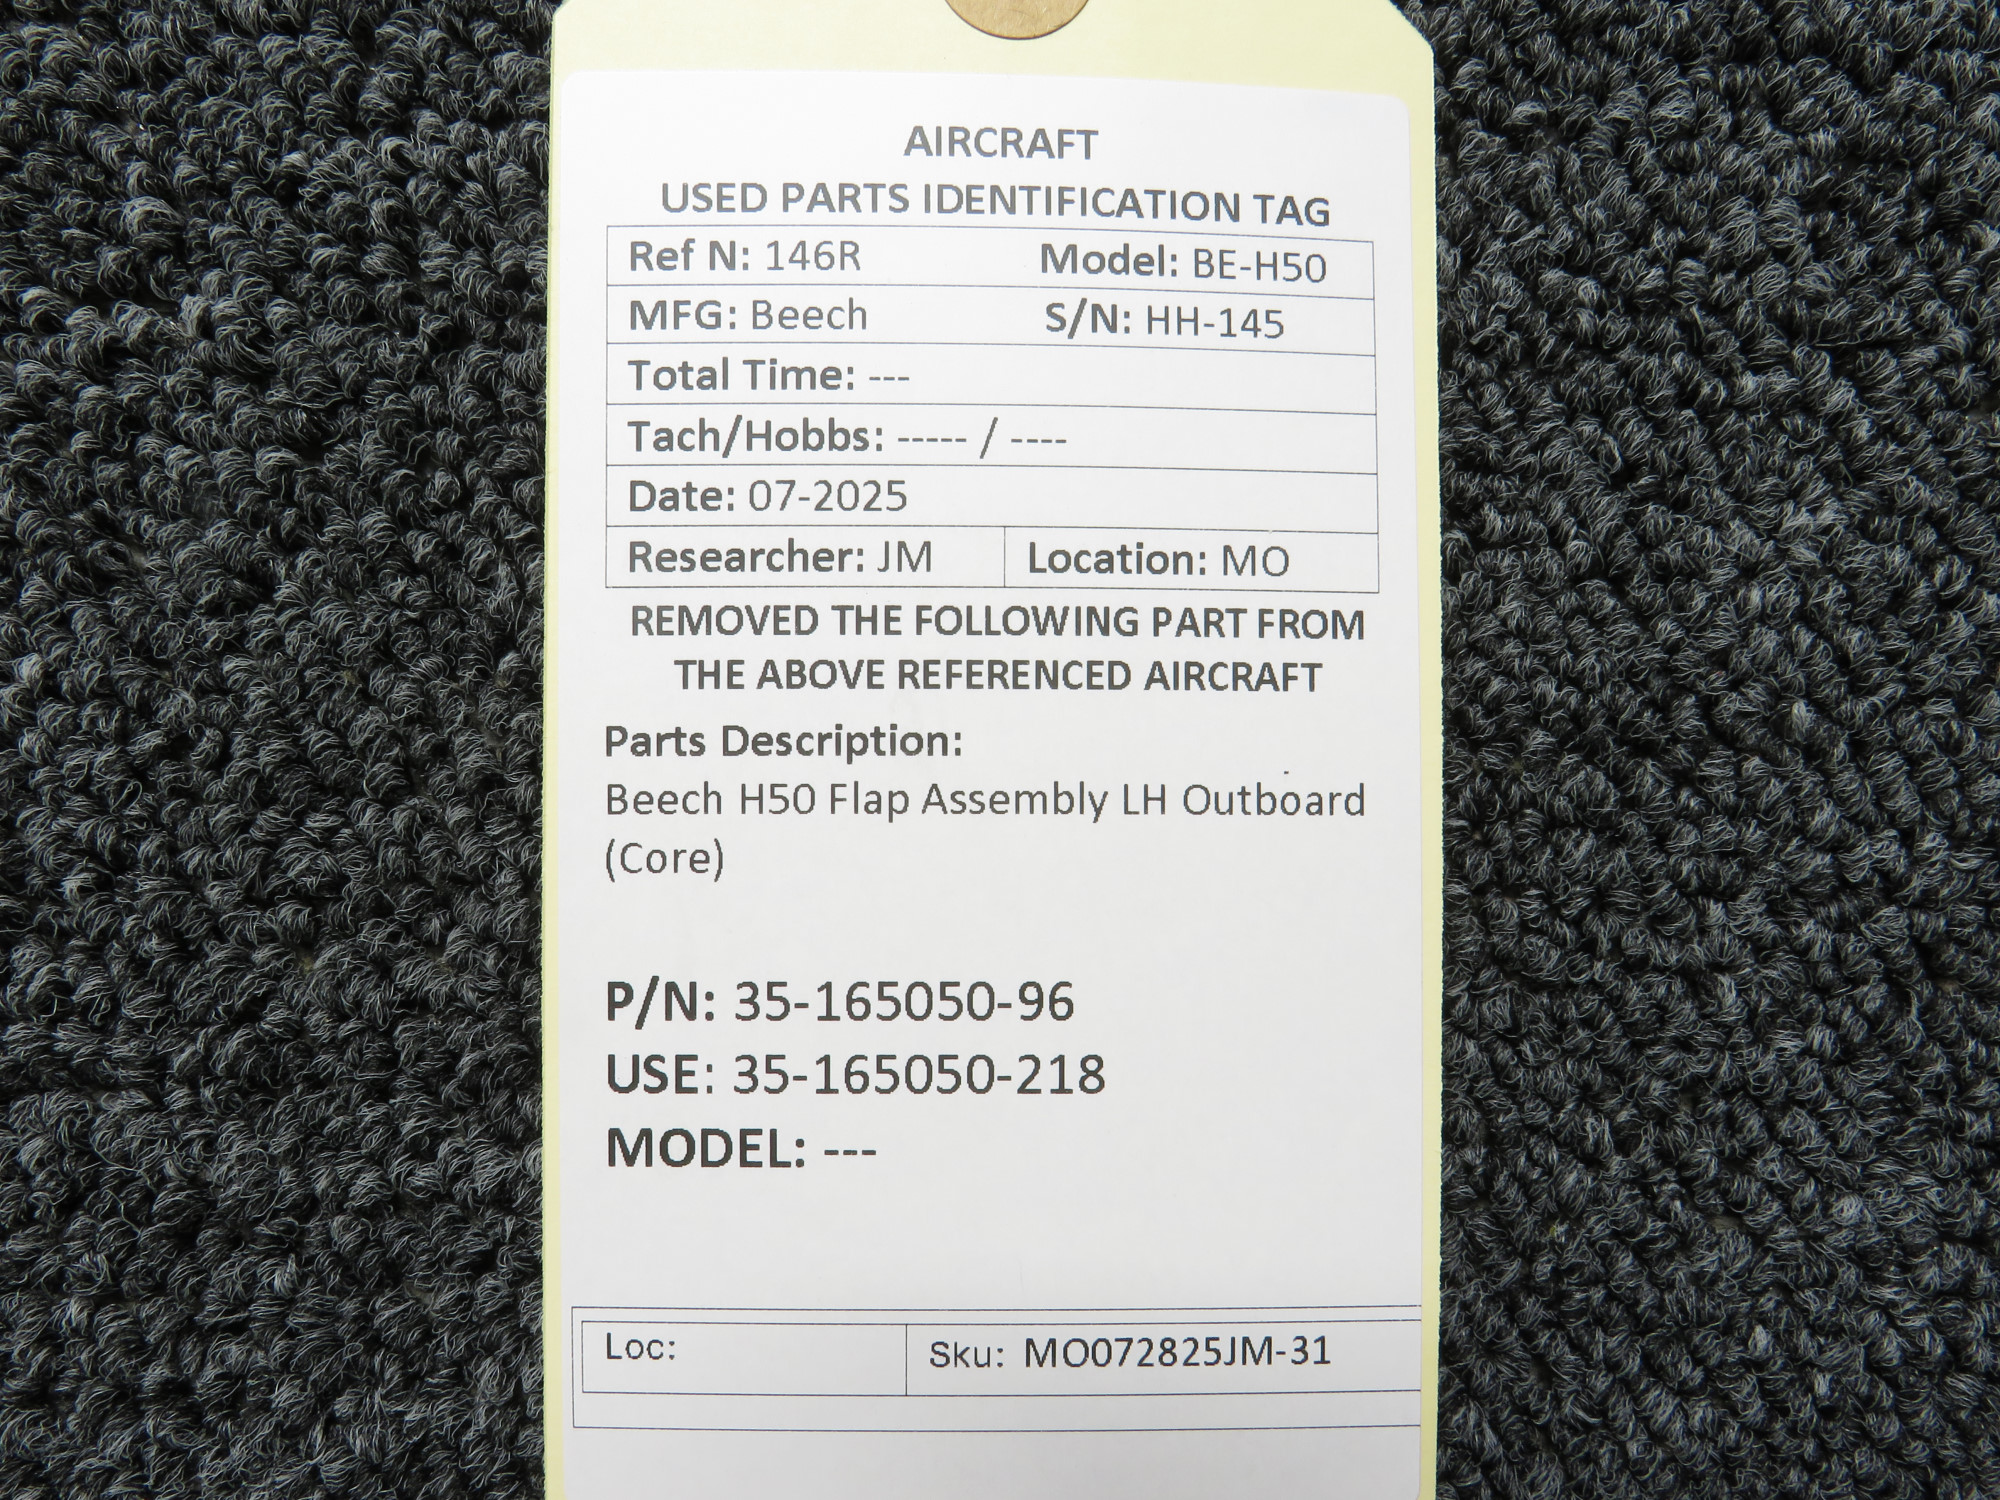 AIRCRAFT
USED PARTS IDENTIFICATION TAG
Ref N: 146R Model: BE-H50
MFG: Beech S/N: HH-145
Total Time: ---
Tach/Hobbs: ----- / ----
Date: 07-2025
Researcher: JM Location: MO
REMOVED THE FOLLOWING PART FROM
THE ABOVE REFERENCED AIRCRAFT
Parts Description:
Beech H50 Flap Assembly LH Outboard
(Core)
P/N: 35-165050-96
USE: 35-165050-218
MODEL: ---
Loc: Sku: MO072825JM-31